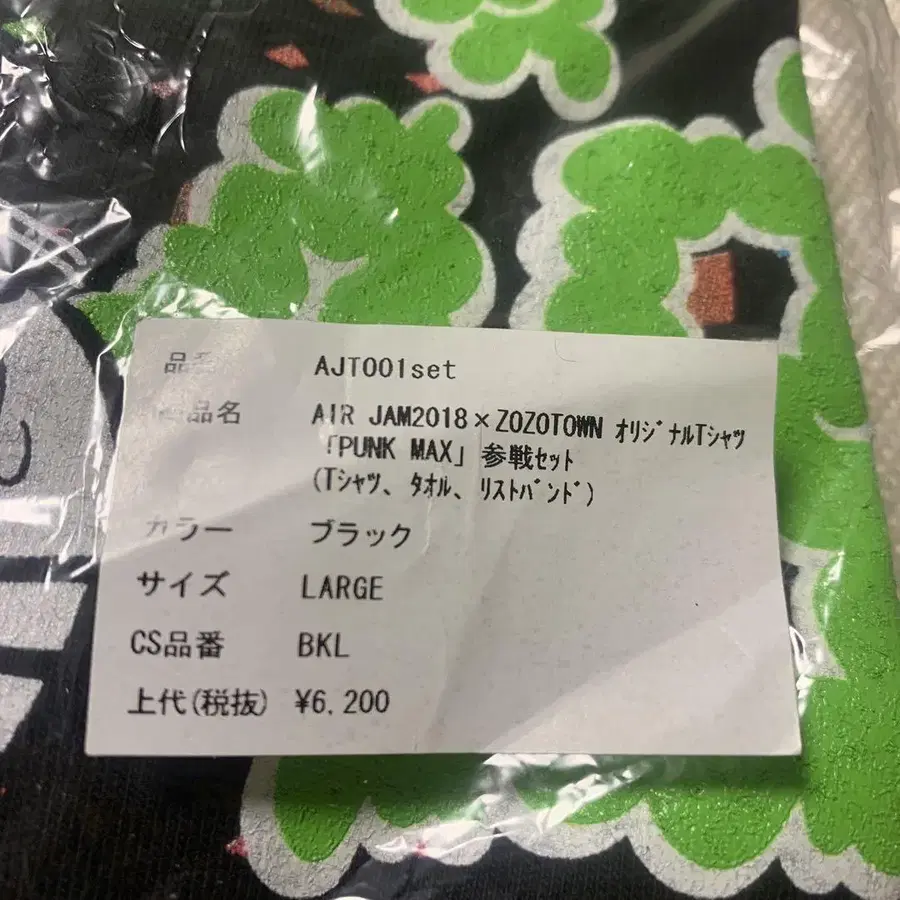 品番 AJT001set
商品名 AIR JAM2018×ZOZOTOWN ｵﾘｼﾞﾅﾙTｼｬﾂ
「PUNK MAX」参戦ｾｯﾄ
(Tｼｬﾂ、ﾀｵﾙ、ﾘｽﾄﾊﾞﾝﾄﾞ)
カラー ブラック
サイズ LARGE
CS品番 BKL
上代(税抜) ¥6,200